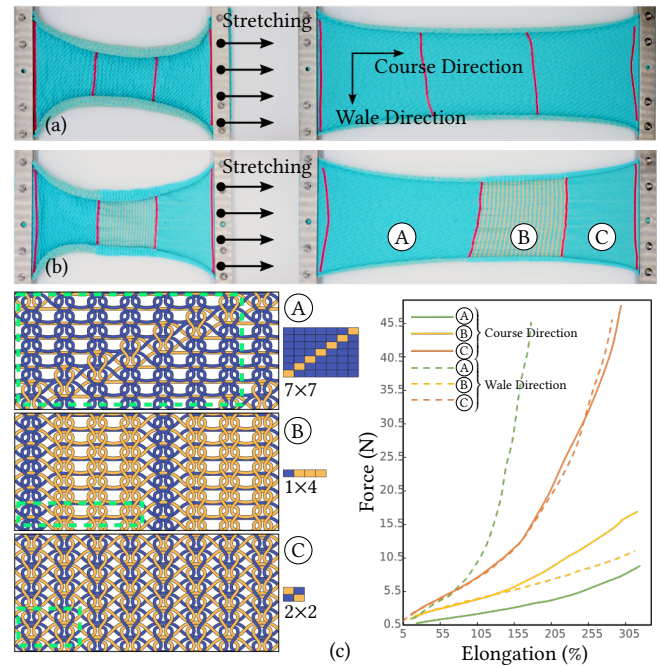 Stretching
Course Direction
Wale Direction
(a)
Stretching
(b)
A
B
C
A
7×7
B
1×4
C
2×2
(c)
Force (N)
45.5
40.5
35.5
30.5
25.5
20.5
15.5
10.5
5.5
0.5
A
B
C
Course Direction
A
B
C
Wale Direction
5
55
105
155
205
255
305
Elongation (%)